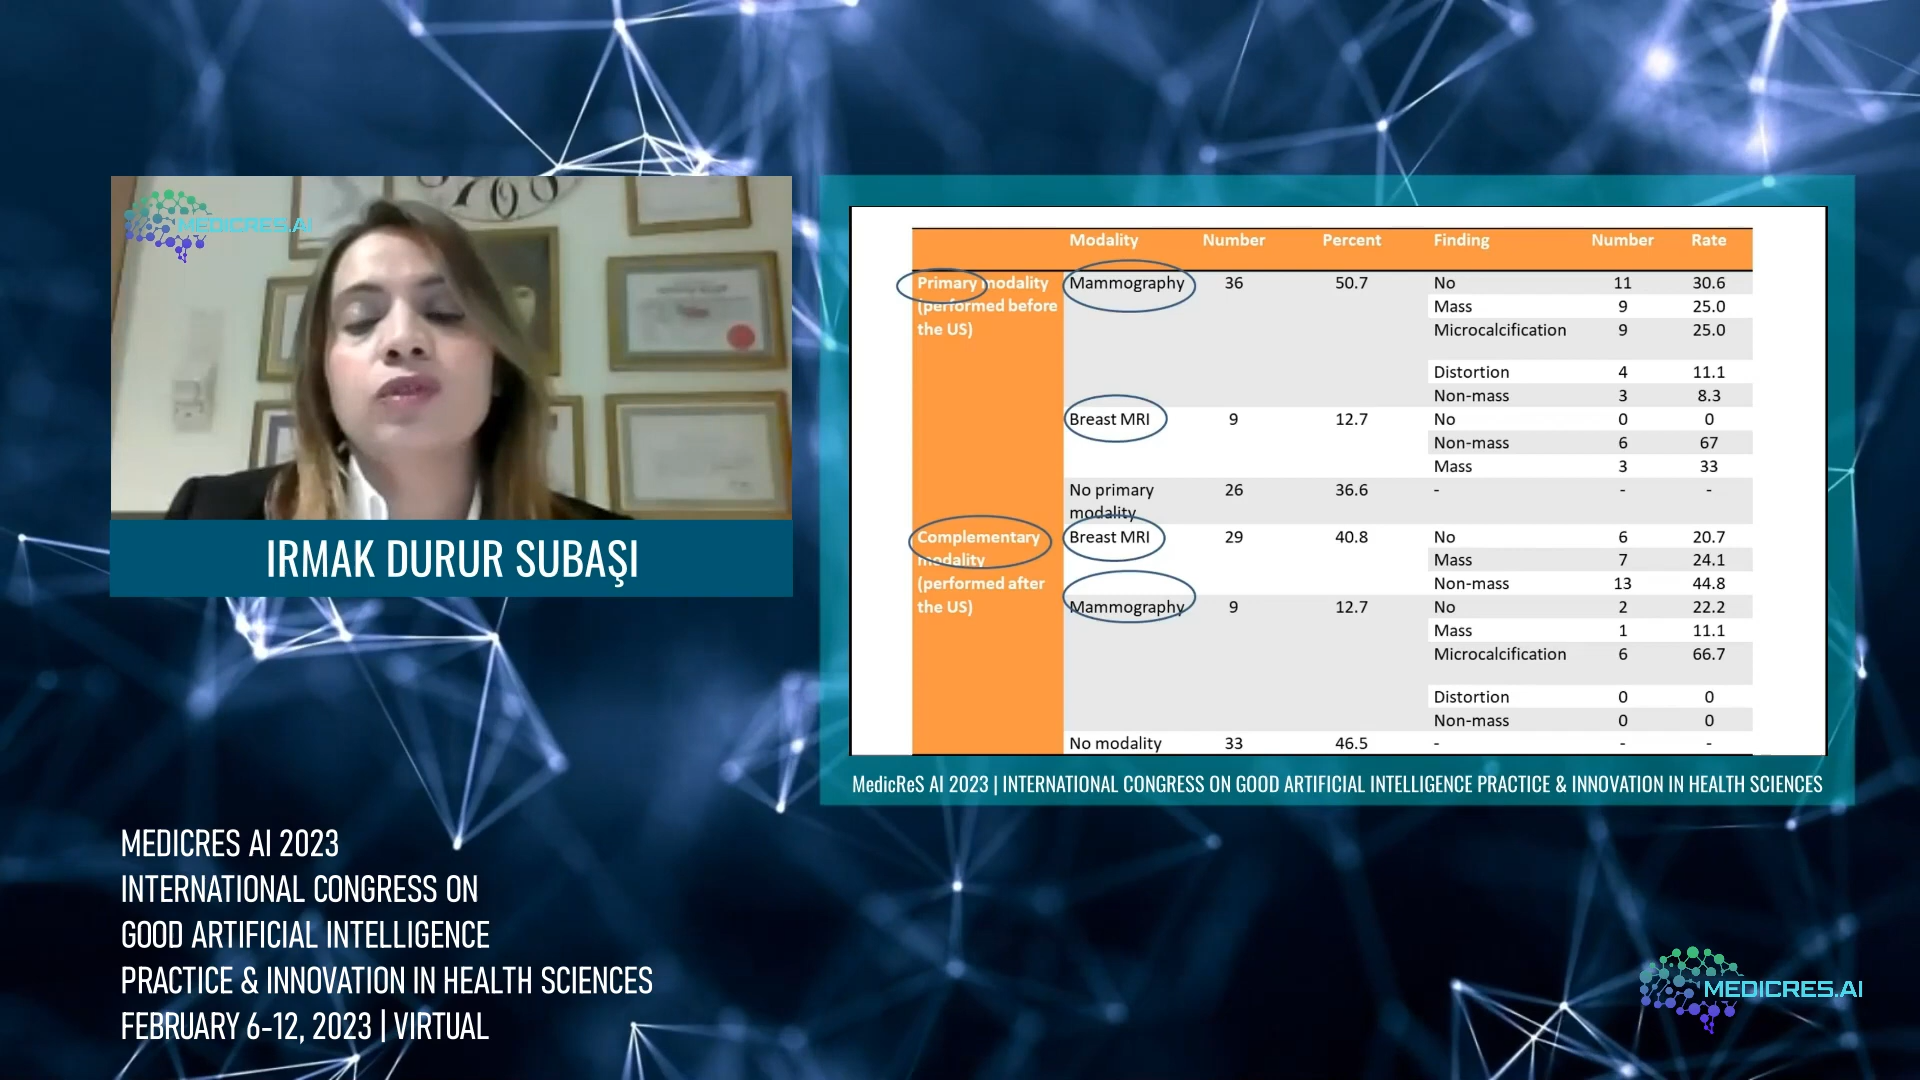 MEDICRES.AI
IRMAK DURUR SUBAŞI
Modality Number Percent Finding Number Rate
Primary modality (performed before the US) Mammography 36 50.7 No 11 30.6
Mass 9 25.0
Microcalcification 9 25.0
Distortion 4 11.1
Non-mass 3 8.3
Breast MRI 9 12.7 No 0 0
Non-mass 6 67
Mass 3 33
No primary modality 26 36.6 - - -
Complementary modality (performed after the US) Breast MRI 29 40.8 No 6 20.7
Mass 7 24.1
Non-mass 13 44.8
Mammography 9 12.7 No 2 22.2
Mass 1 11.1
Microcalcification 6 66.7
Distortion 0 0
Non-mass 0 0
No modality 33 46.5 - - -
MedicReS AI 2023 | INTERNATIONAL CONGRESS ON GOOD ARTIFICIAL INTELLIGENCE PRACTICE & INNOVATION IN HEALTH SCIENCES
MEDICRES AI 2023
INTERNATIONAL CONGRESS ON
GOOD ARTIFICIAL INTELLIGENCE
PRACTICE & INNOVATION IN HEALTH SCIENCES
FEBRUARY 6-12, 2023 | VIRTUAL
MEDICRES.AI